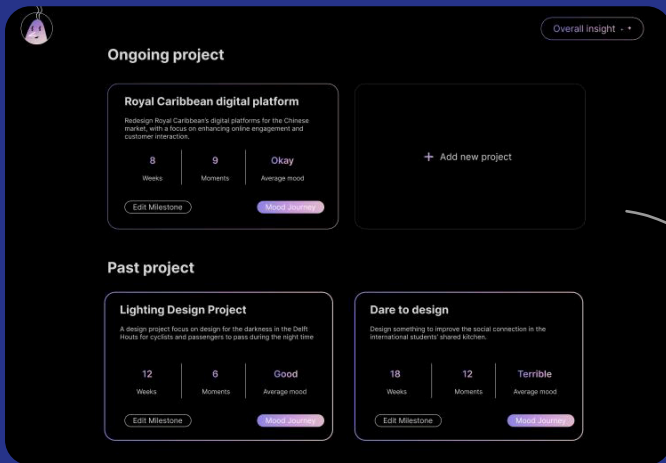 Overall insight
Ongoing project
Royal Caribbean digital platform
Redesign Royal Caribbean's digital platforms for the Chinese
market, with a focus on enhancing online engagement and
customer interaction.
8 9 Okay
Weeks Moments Average mood
Edit Milestone Mood Journey
+ Add new project
Past project
Lighting Design Project
A design project focus on design for the darkness in the Delft
Houts for cyclists and passengers to pass during the night time
12 6 Good
Weeks Moments Average mood
Edit Milestone Mood Journey
Dare to design
Design something to improve the social connection in the
international students' shared kitchen.
18 12 Terrible
Weeks Moments Average mood
Edit Milestone Mood Journey